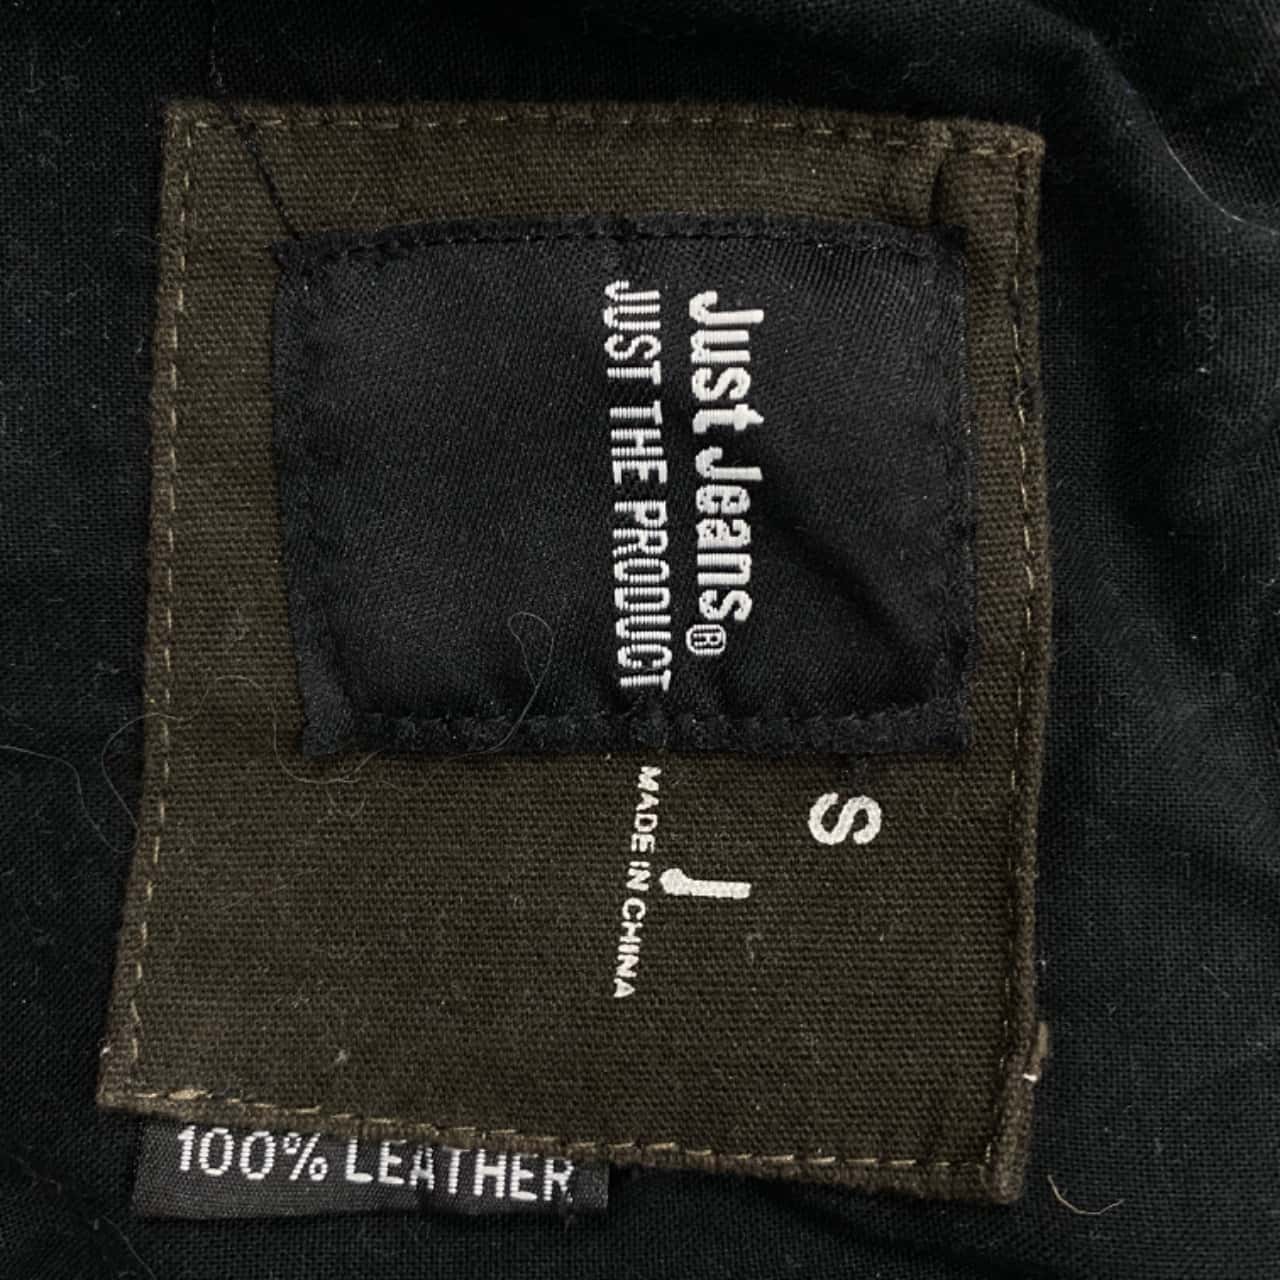 Just Jeans®
JUST THE PRODUCT
S
J
MADE IN CHINA
100% LEATHER